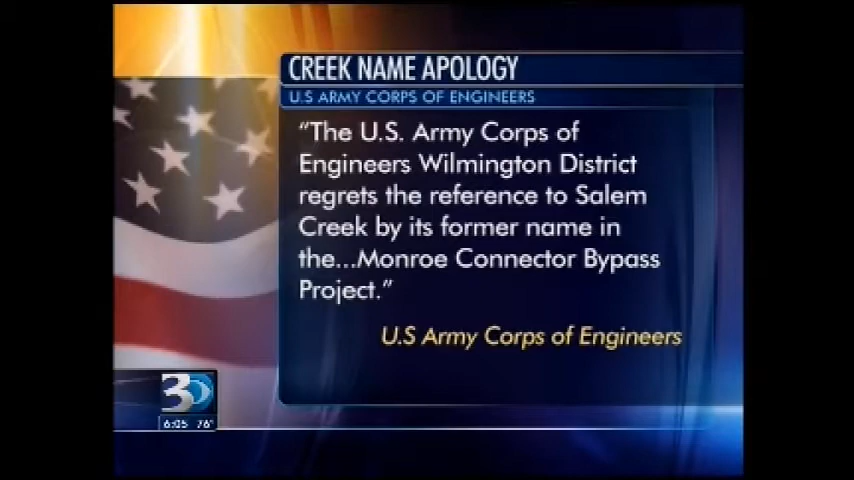 CREEK NAME APOLOGY
U.S ARMY CORPS OF ENGINEERS
“The U.S. Army Corps of
Engineers Wilmington District
regrets the reference to Salem
Creek by its former name in
the...Monroe Connector Bypass
Project.”
U.S Army Corps of Engineers
3
6:05 76°